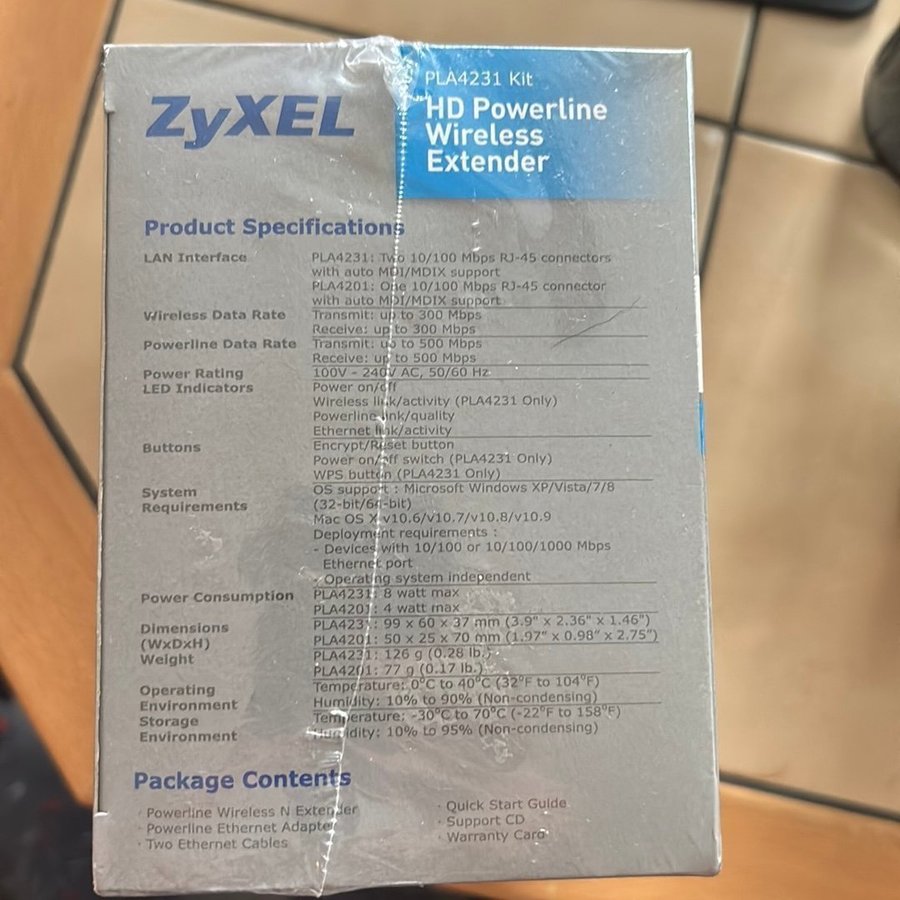 ZyXEL
PLA4231 Kit
HD Powerline
Wireless
Extender
Product Specifications
LAN Interface PLA4231: Two 10/100 Mbps RJ-45 connectors
with auto MDI/MDIX support
PLA4201: One 10/100 Mbps RJ-45 connector
with auto MDI/MDIX support
Wireless Data Rate Transmit: up to 300 Mbps
Receive: up to 300 Mbps
Powerline Data Rate Transmit: up to 500 Mbps
Receive: up to 500 Mbps
Power Rating 100V - 240V AC, 50/60 Hz
LED Indicators Power on/off
Wireless link/activity (PLA4231 Only)
Powerline link/quality
Ethernet link/activity
Buttons Encrypt/Reset button
Power on/off switch (PLA4231 Only)
WPS button (PLA4231 Only)
System OS support : Microsoft Windows XP/Vista/7/8
Requirements (32-bit/64-bit)
Mac OS X v10.6/v10.7/v10.8/v10.9
Deployment requirements :
- Devices with 10/100 or 10/100/1000 Mbps
Ethernet port
- Operating system independent
Power Consumption PLA4231: 8 watt max
PLA4201: 4 watt max
Dimensions PLA4231: 99 x 60 x 37 mm (3.9" x 2.36" x 1.46")
(WxDxH) PLA4201: 50 x 25 x 70 mm (1.97" x 0.98" x 2.75")
Weight PLA4231: 126 g (0.28 lb.)
PLA4201: 77 g (0.17 lb.)
Operating Temperature: 0°C to 40°C (32°F to 104°F)
Environment Humidity: 10% to 90% (Non-condensing)
Storage Temperature: -30°C to 70°C (-22°F to 158°F)
Environment Humidity: 10% to 95% (Non-condensing)
Package Contents
· Powerline Wireless N Extender
· Powerline Ethernet Adapter
· Two Ethernet Cables
· Quick Start Guide
· Support CD
· Warranty Card